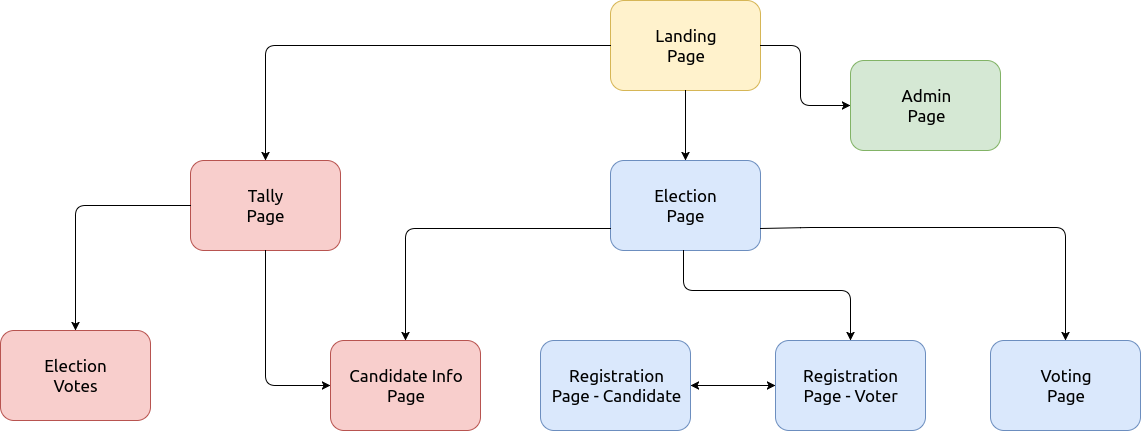 Landing
Page
Admin
Page
Tally
Page
Election
Page
Election
Votes
Candidate Info
Page
Registration
Page - Candidate
Registration
Page - Voter
Voting
Page